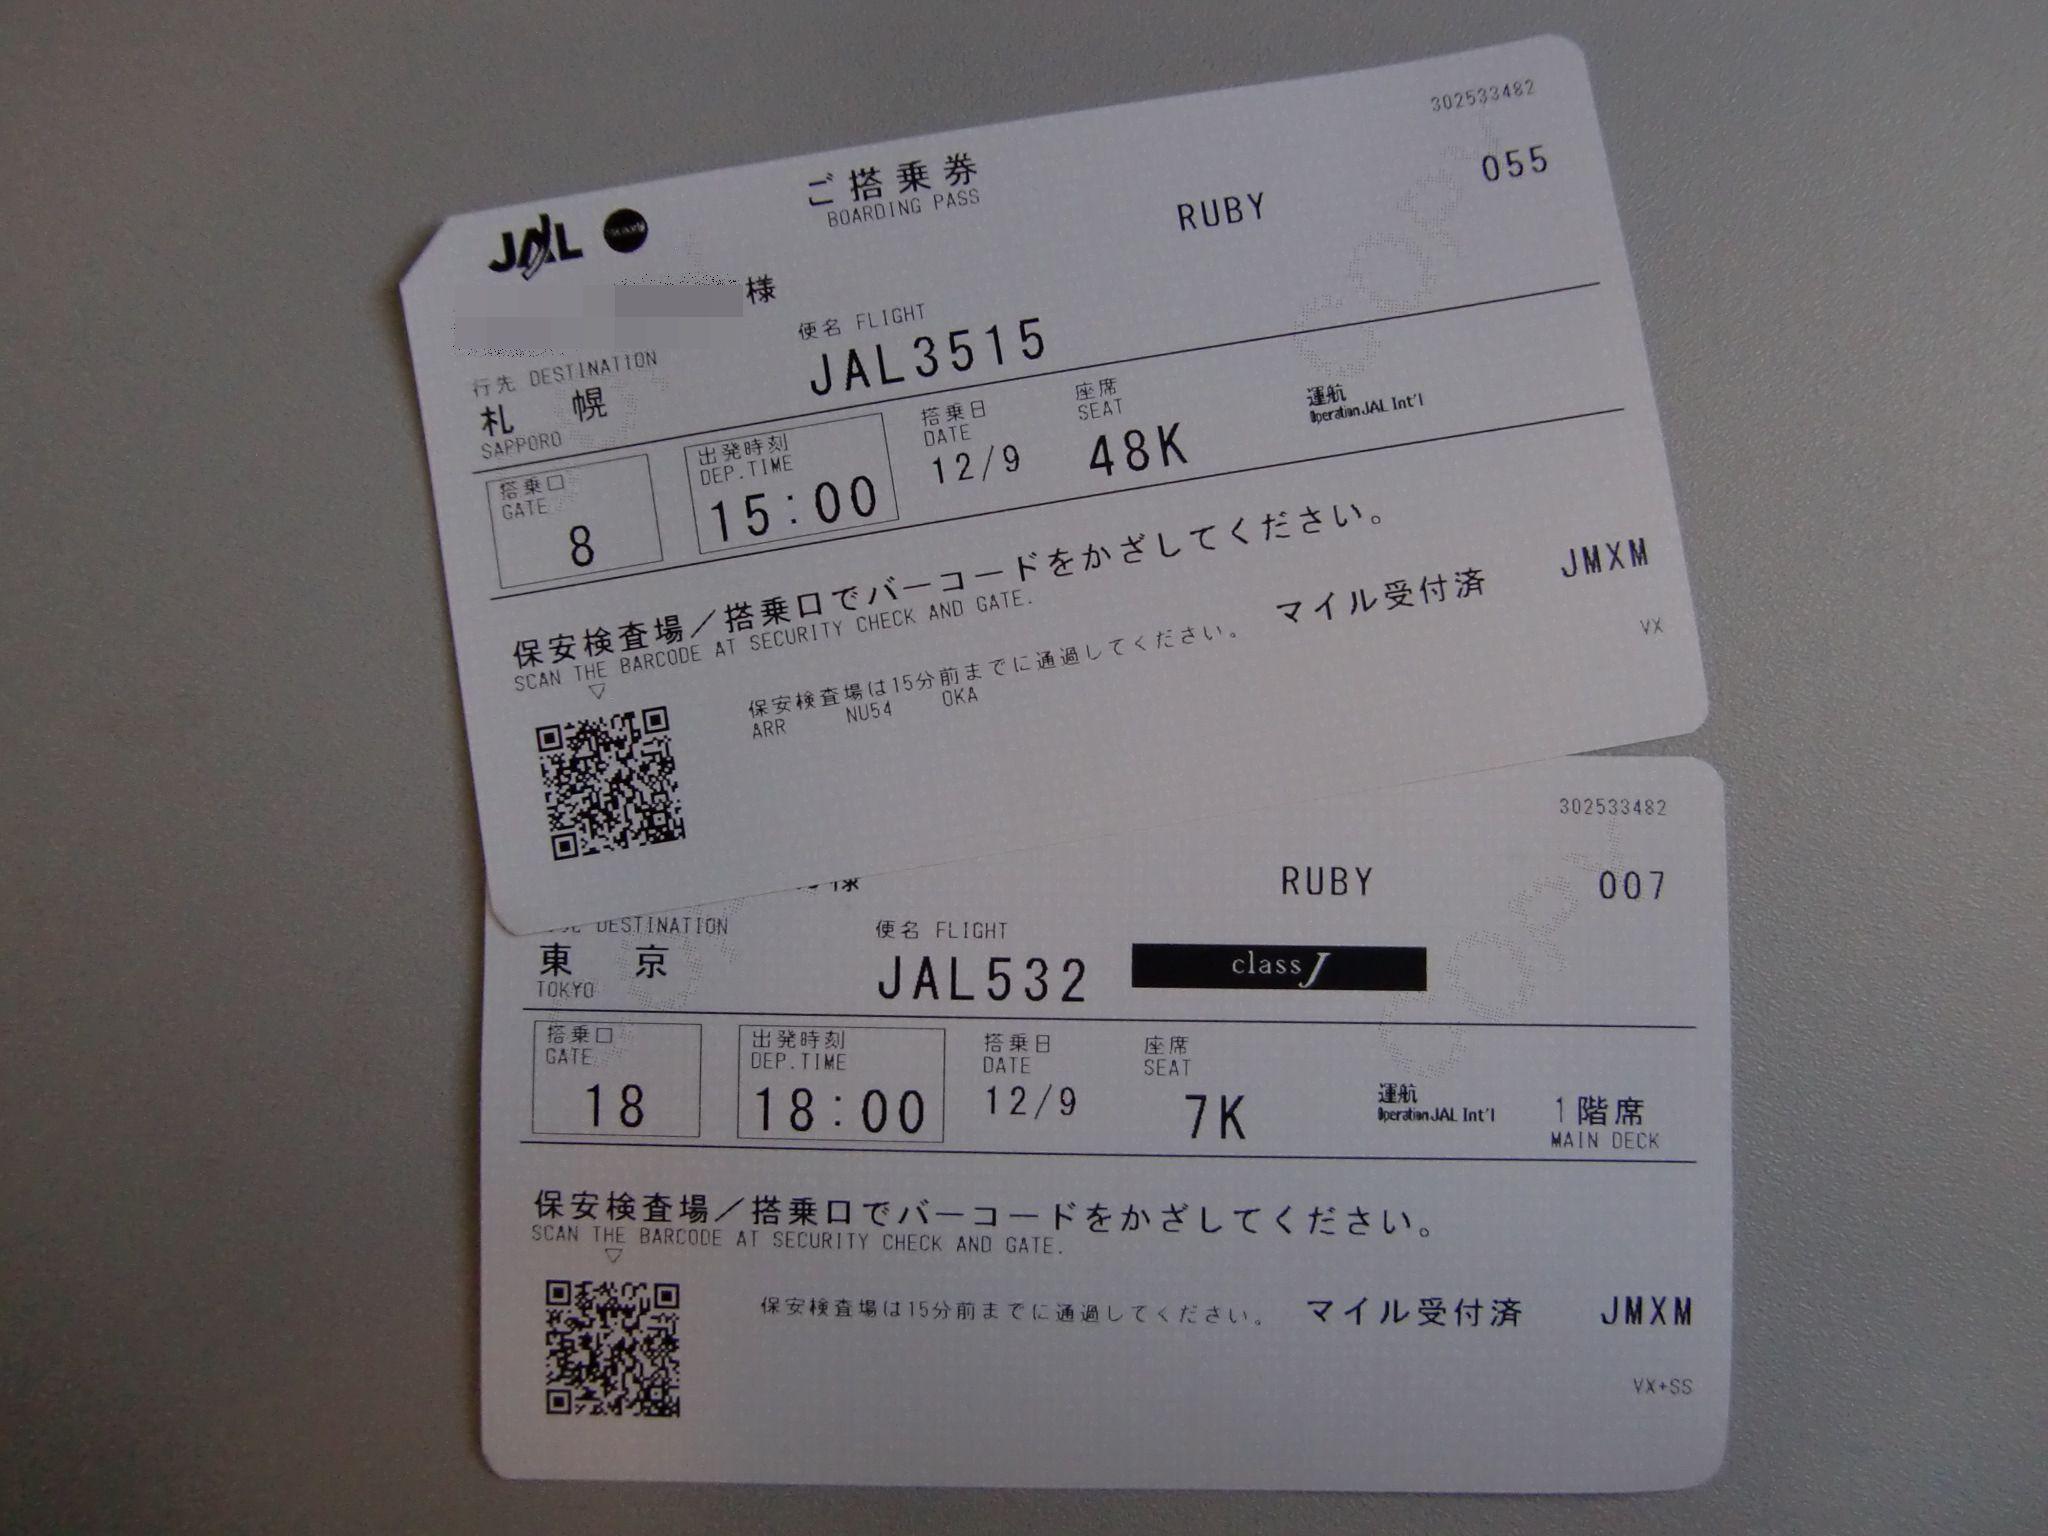 302533482
JAL
ご搭乗券
BOARDING PASS
RUBY
055
様
便名 FLIGHT
JAL3515
行先 DESTINATION
札幌
SAPPORO
搭乗口
GATE
8
出発時刻
DEP.TIME
15:00
搭乗日
DATE
12/9
座席
SEAT
48K
運航
Operation JAL Int'l
保安検査場／搭乗口でバーコードをかざしてください。
SCAN THE BARCODE AT SECURITY CHECK AND GATE.
マイル受付済
JMXM
VX
保安検査場は15分前までに通過してください。
ARR NU54 OKA
COPY
302533482
様
RUBY
007
DESTINATION
東京
TOKYO
便名 FLIGHT
JAL532
class J
搭乗口
GATE
18
出発時刻
DEP.TIME
18:00
搭乗日
DATE
12/9
座席
SEAT
7K
運航
Operation JAL Int'l
1階席
MAIN DECK
保安検査場／搭乗口でバーコードをかざしてください。
SCAN THE BARCODE AT SECURITY CHECK AND GATE.
保安検査場は15分前までに通過してください。
マイル受付済
JMXM
VX+SS
COPY